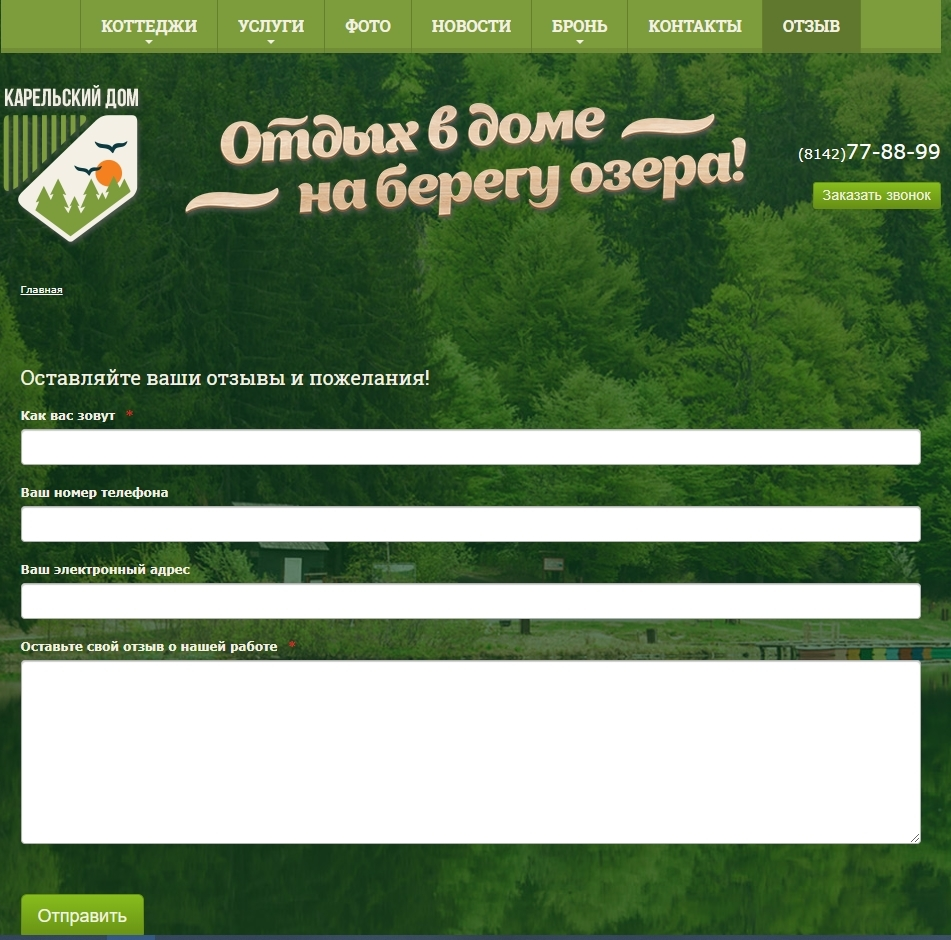 КОТТЕДЖИ УСЛУГИ ФОТО НОВОСТИ БРОНЬ КОНТАКТЫ ОТЗЫВ
КАРЕЛЬСКИЙ ДОМ
Отдых в доме
на берегу озера!
(8142)77-88-99
Заказать звонок
Главная
Оставляйте ваши отзывы и пожелания!
Как вас зовут *
Ваш номер телефона
Ваш электронный адрес
Оставьте свой отзыв о нашей работе *
Отправить